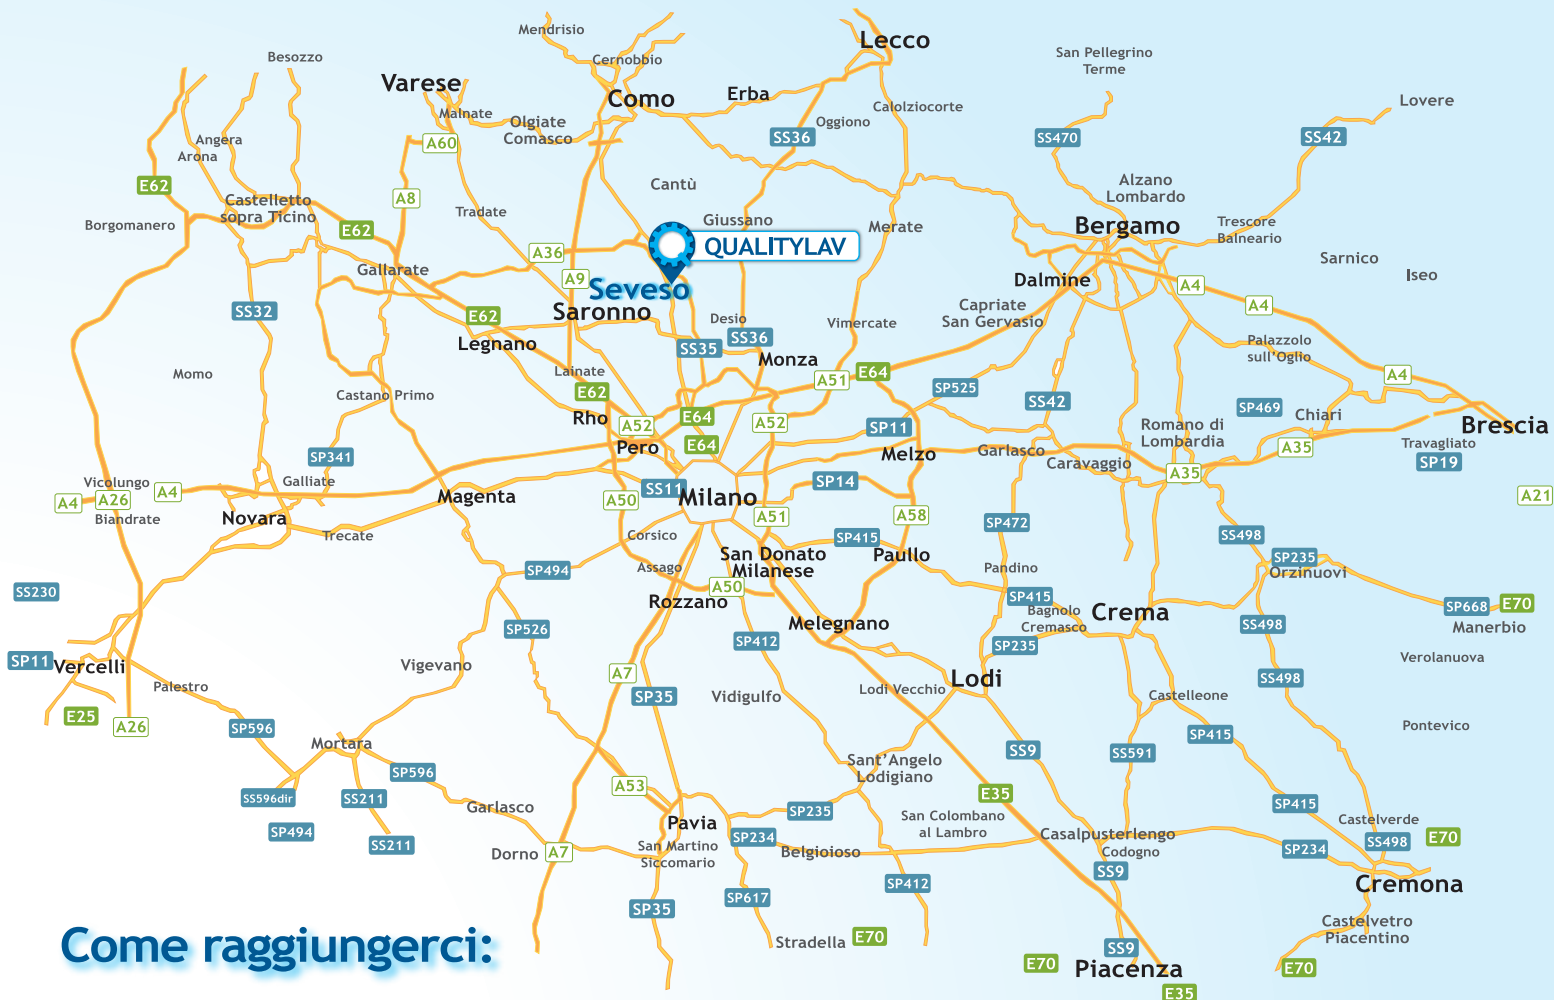 Mendrisio
Lecco
Besozzo
Cernobbio
San Pellegrino
Terme
Varese
Como
Erba
Lovere
Malnate
Olgiate
Comasco
Oggiono
Calolziocorte
Angera
Arona
A60
SS36
SS470
SS42
E62
Cantù
Alzano
Lombardo
A8
Castelletto
sopra Ticino
Tradate
Giussano
Merate
Bergamo
Trescore
Balneario
Borgomanero
E62
QUALITYLAV
A36
Gallarate
A9
Seveso
Dalmine
A4
Sarnico
Iseo
SS32
E62
Saronno
Desio
Vimercate
Capriate
San Gervasio
A4
Legnano
SS35
SS36
Monza
Palazzolo
sull'Oglio
Momo
Lainate
A51
E64
A4
Castano Primo
E62
SP525
SS42
SP469
Rho
A52
E64
A52
SP11
Romano di
Lombardia
Chiari
Brescia
Pero
E64
Melzo
Garlasco
A35
Travagliato
SP341
Caravaggio
A35
SP19
Vicolungo
Galliate
SS11
SP14
A4
A26
A4
Magenta
A50
Milano
A21
Biandrate
Novara
A51
A58
SP472
Trecate
Corsico
SP415
SS498
San Donato
Milanese
Paullo
SP235
Orzinuovi
SP494
Assago
Pandino
SS230
A50
SP415
Rozzano
Bagnolo
Cremasco
Crema
SP668
E70
SP526
Melegnano
SS498
Manerbio
SP412
SP235
SP11
Vercelli
Vigevano
A7
Verolanuova
Palestro
SP35
Vidigulfo
Lodi Vecchio
Lodi
SS498
Castelleone
E25
A26
SP596
Pontevico
Mortara
SS9
SS591
SP415
SP596
Sant'Angelo
Lodigiano
A53
E35
SS596dir
SS211
Garlasco
SP235
SP415
SP494
Pavia
San Colombano
al Lambro
Castelverde
SS211
SP234
Casalpusterlengo
E70
Dorno
A7
San Martino
Siccomario
Belgioioso
Codogno
SP234
SS498
SS9
SP412
Cremona
SP617
SP35
Castelvetro
Piacentino
Come raggiungerci:
Stradella
E70
SS9
E70
Piacenza
E70
E35